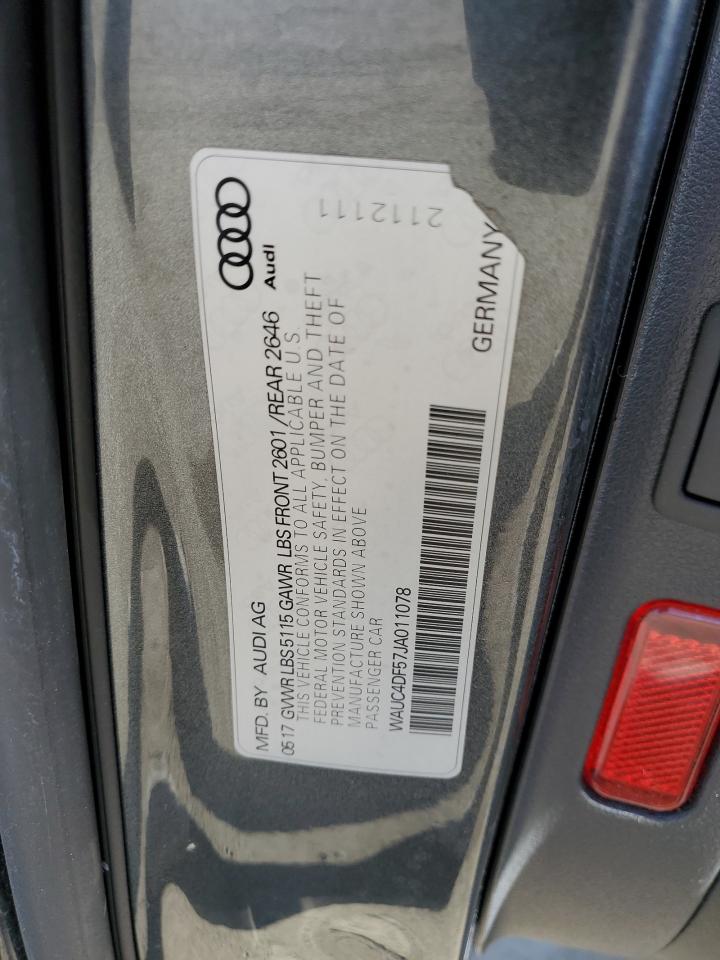 MFD. BY AUDI AG
Audi
0517 GVWR LBS 5115 GAWR LBS FRONT 2601/REAR 2646
THIS VEHICLE CONFORMS TO ALL APPLICABLE U.S.
FEDERAL MOTOR VEHICLE SAFETY, BUMPER AND THEFT
PREVENTION STANDARDS IN EFFECT ON THE DATE OF
MANUFACTURE SHOWN ABOVE
PASSENGER CAR
2112111
WAUC4DF57JA011078
GERMANY